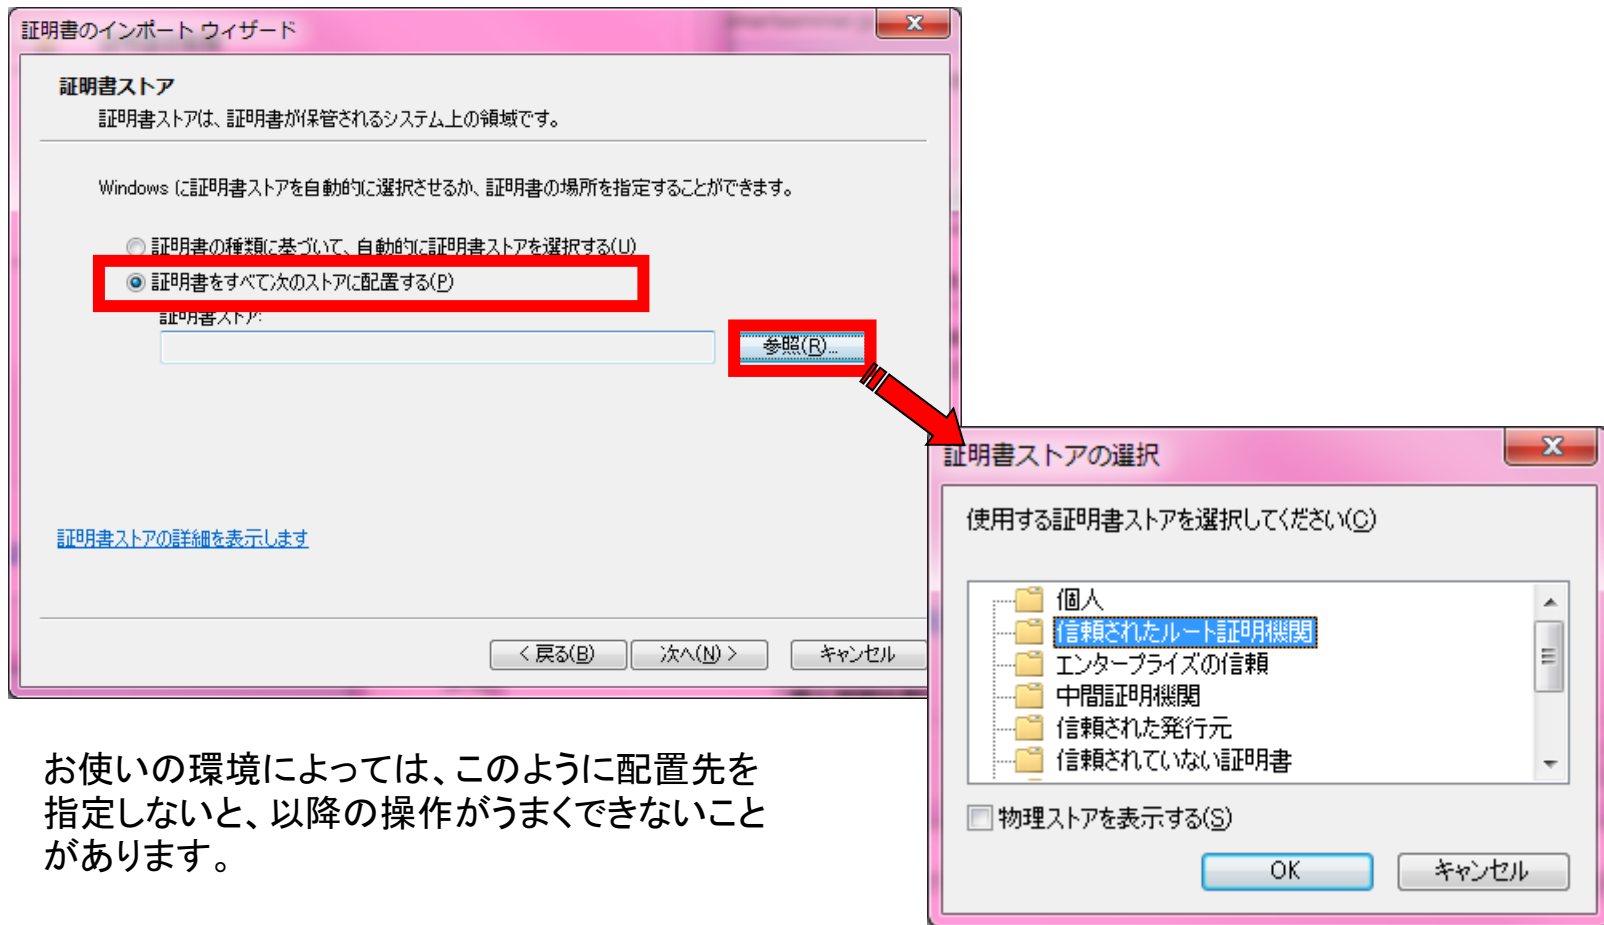 証明書のインポート ウィザード
証明書ストア
証明書ストアは、証明書が保管されるシステム上の領域です。
Windows に証明書ストアを自動的に選択させるか、証明書の場所を指定することができます。
証明書の種類に基づいて、自動的に証明書ストアを選択する(U)
証明書をすべて次のストアに配置する(P)
証明書ストア:
参照(R)...
証明書ストアの詳細を表示します
< 戻る(B)
次へ(N) >
キャンセル
証明書ストアの選択
使用する証明書ストアを選択してください(C)
個人
信頼されたルート証明機関
エンタープライズの信頼
中間証明機関
信頼された発行元
信頼されていない証明書
物理ストアを表示する(S)
OK
キャンセル
お使いの環境によっては、このように配置先を
指定しないと、以降の操作がうまくできないこと
があります。